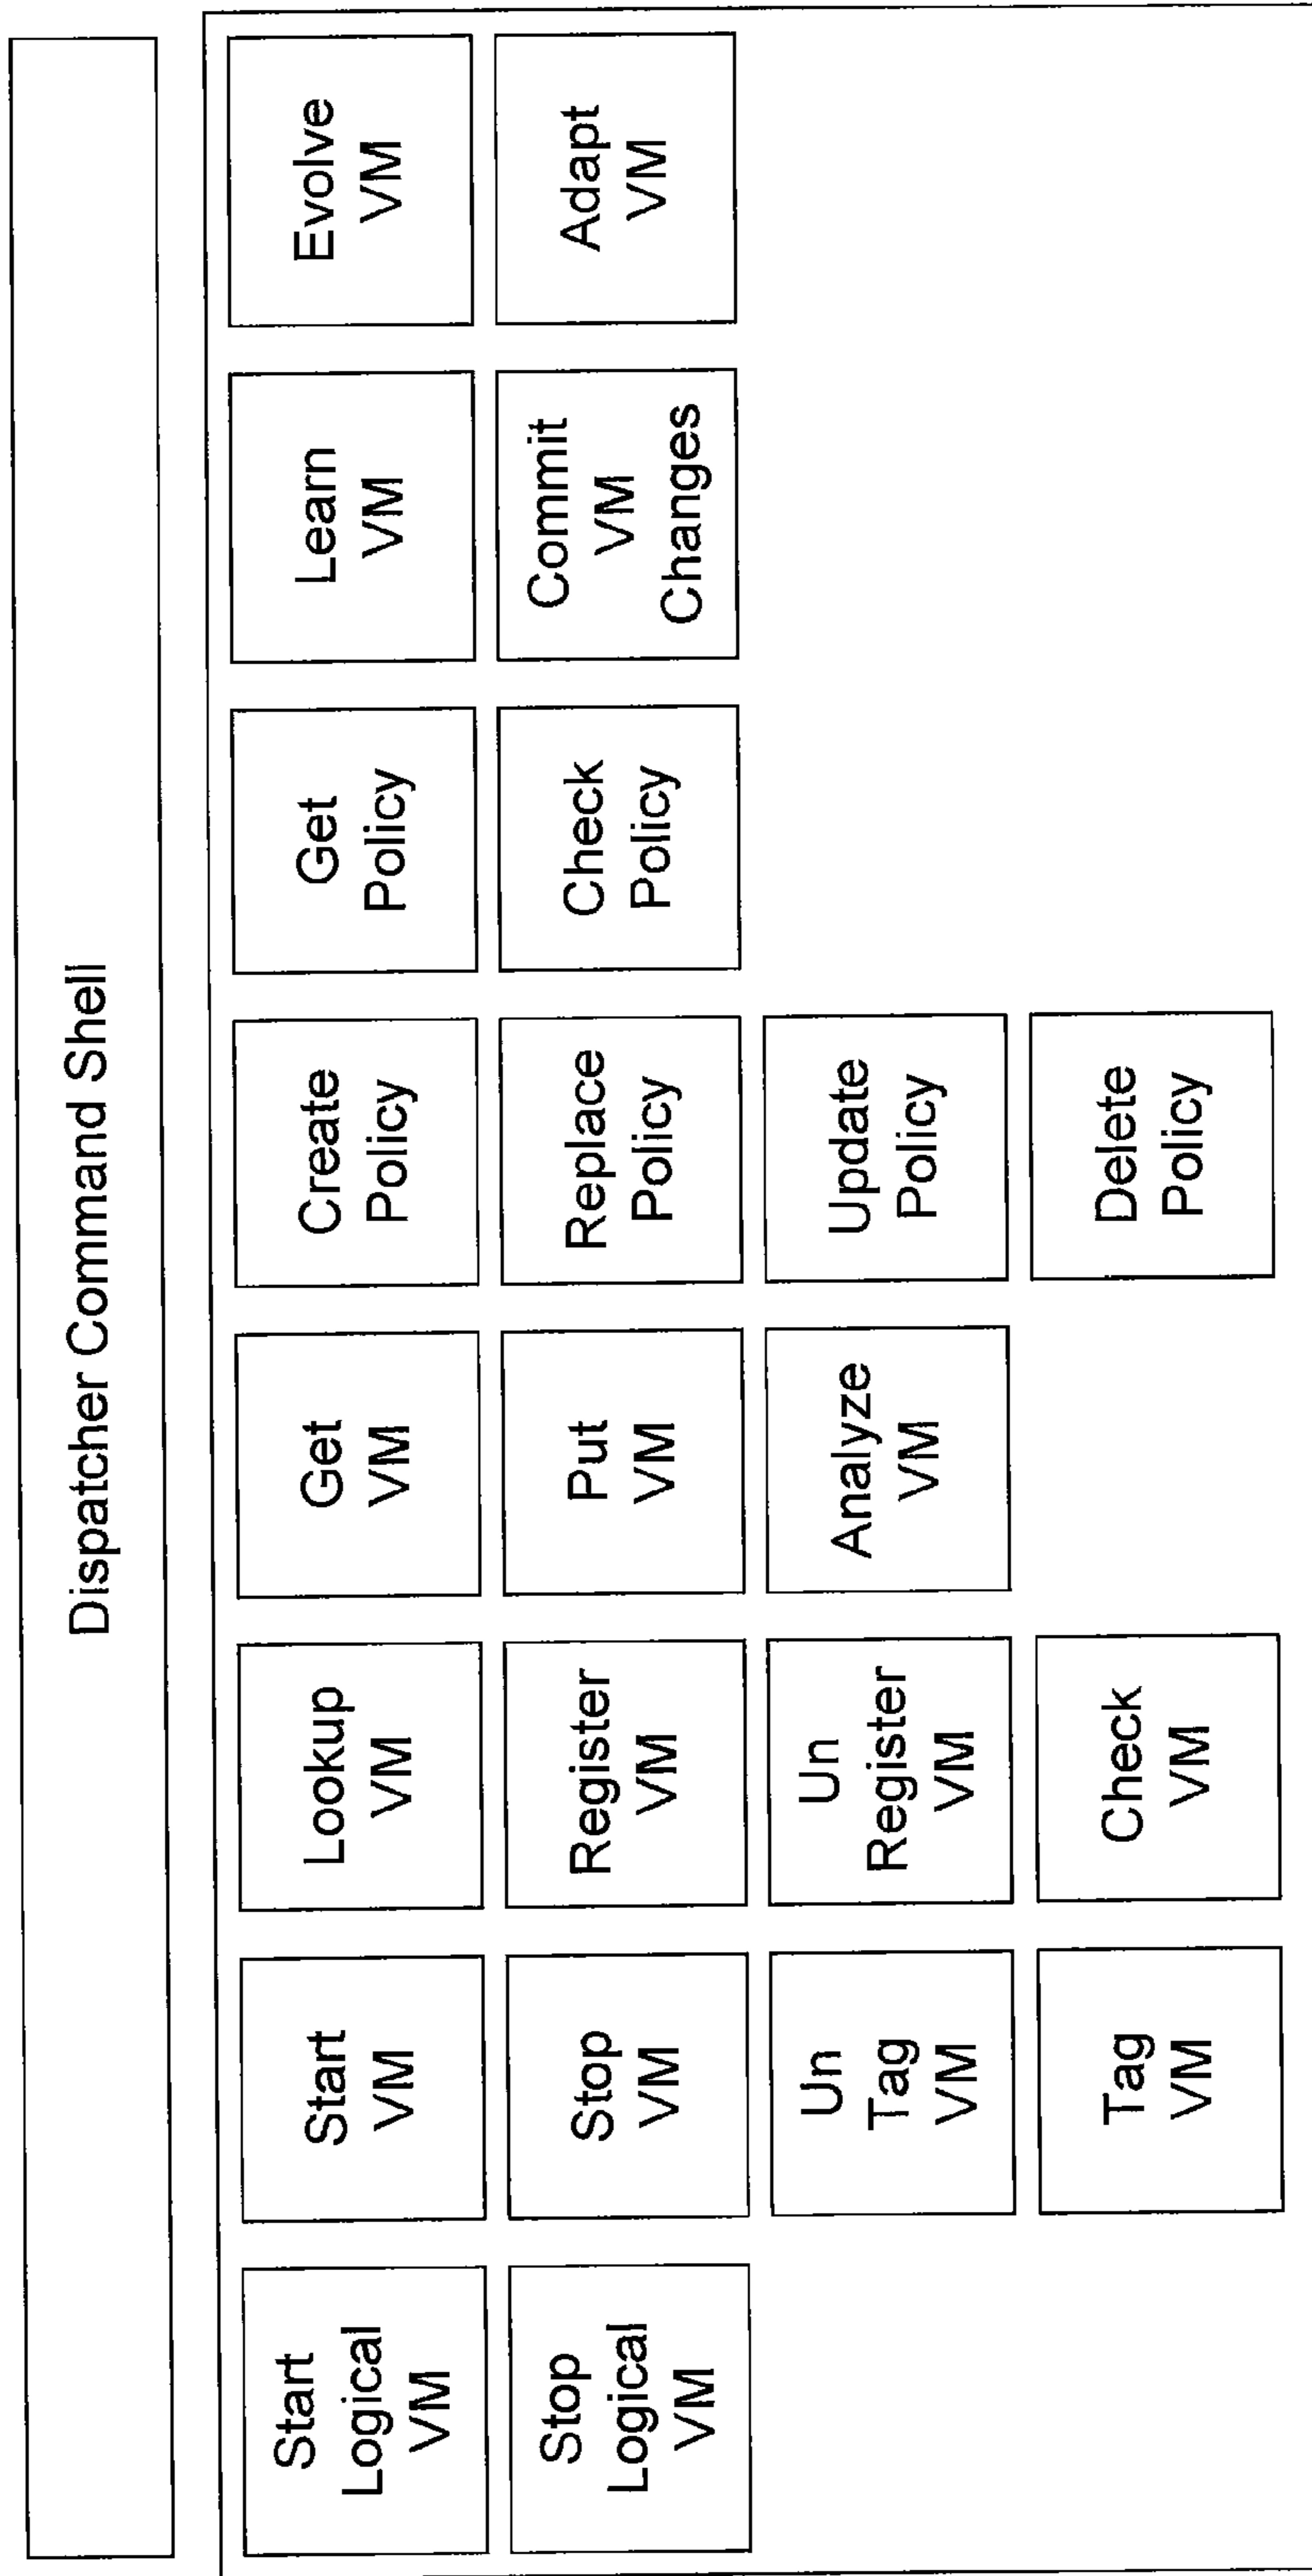 Dispatcher Command Shell
Start
Logical
VM
Start
VM
Lookup
VM
Get
VM
Create
Policy
Get
Policy
Learn
VM
Evolve
VM
Stop
Logical
VM
Stop
VM
Register
VM
Put
VM
Replace
Policy
Check
Policy
Commit
VM
Changes
Adapt
VM
Un
Tag
VM
Un
Register
VM
Analyze
VM
Update
Policy
Tag
VM
Check
VM
Delete
Policy